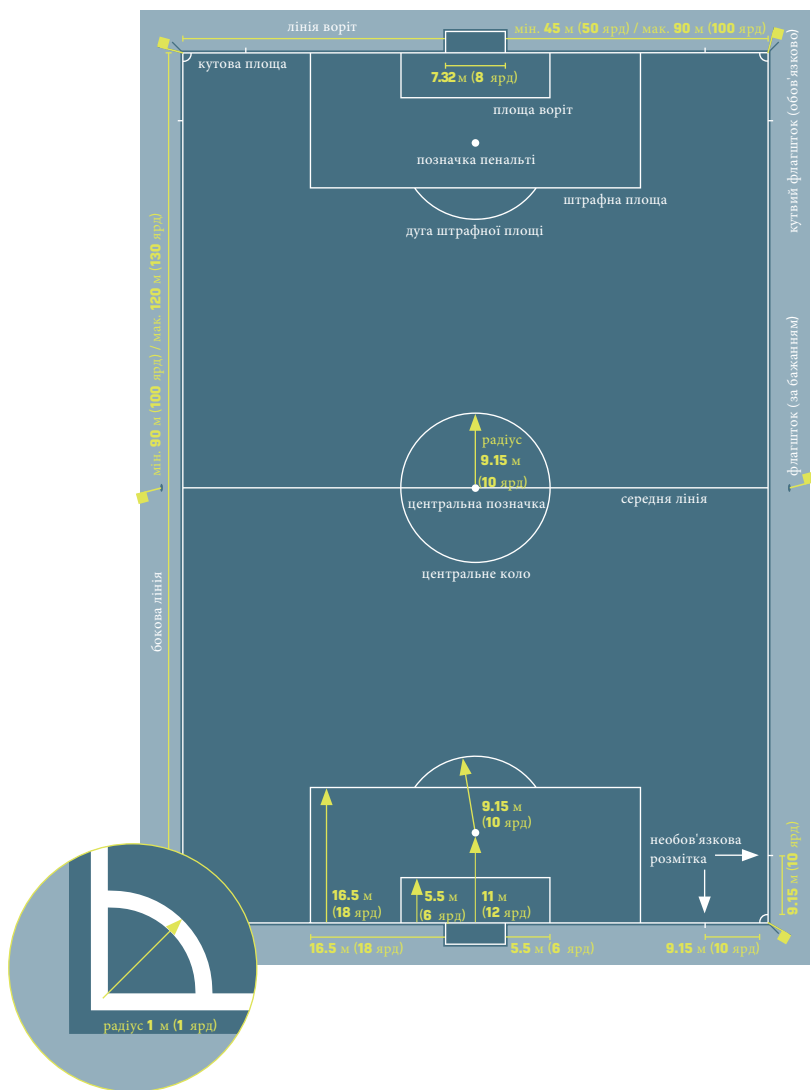 лінія воріт
мін. 45 м (50 ярд) / мак. 90 м (100 ярд)
кутова площа
7.32 м (8 ярд)
площа воріт
позначка пенальті
штрафна площа
дуга штрафної площі
кутвий флагшток (обов'язково)
мін. 90 м (100 ярд) / мак. 120 м (130 ярд)
флагшток (за бажанням)
радіус
9.15 м
(10 ярд)
центральна позначка
середня лінія
центральне коло
бокова лінія
9.15 м
(10 ярд)
необов'язкова
розмітка
16.5 м
(18 ярд)
5.5 м
(6 ярд)
11 м
(12 ярд)
9.15 м (10 ярд)
16.5 м (18 ярд)
5.5 м (6 ярд)
9.15 м (10 ярд)
радіус 1 м (1 ярд)